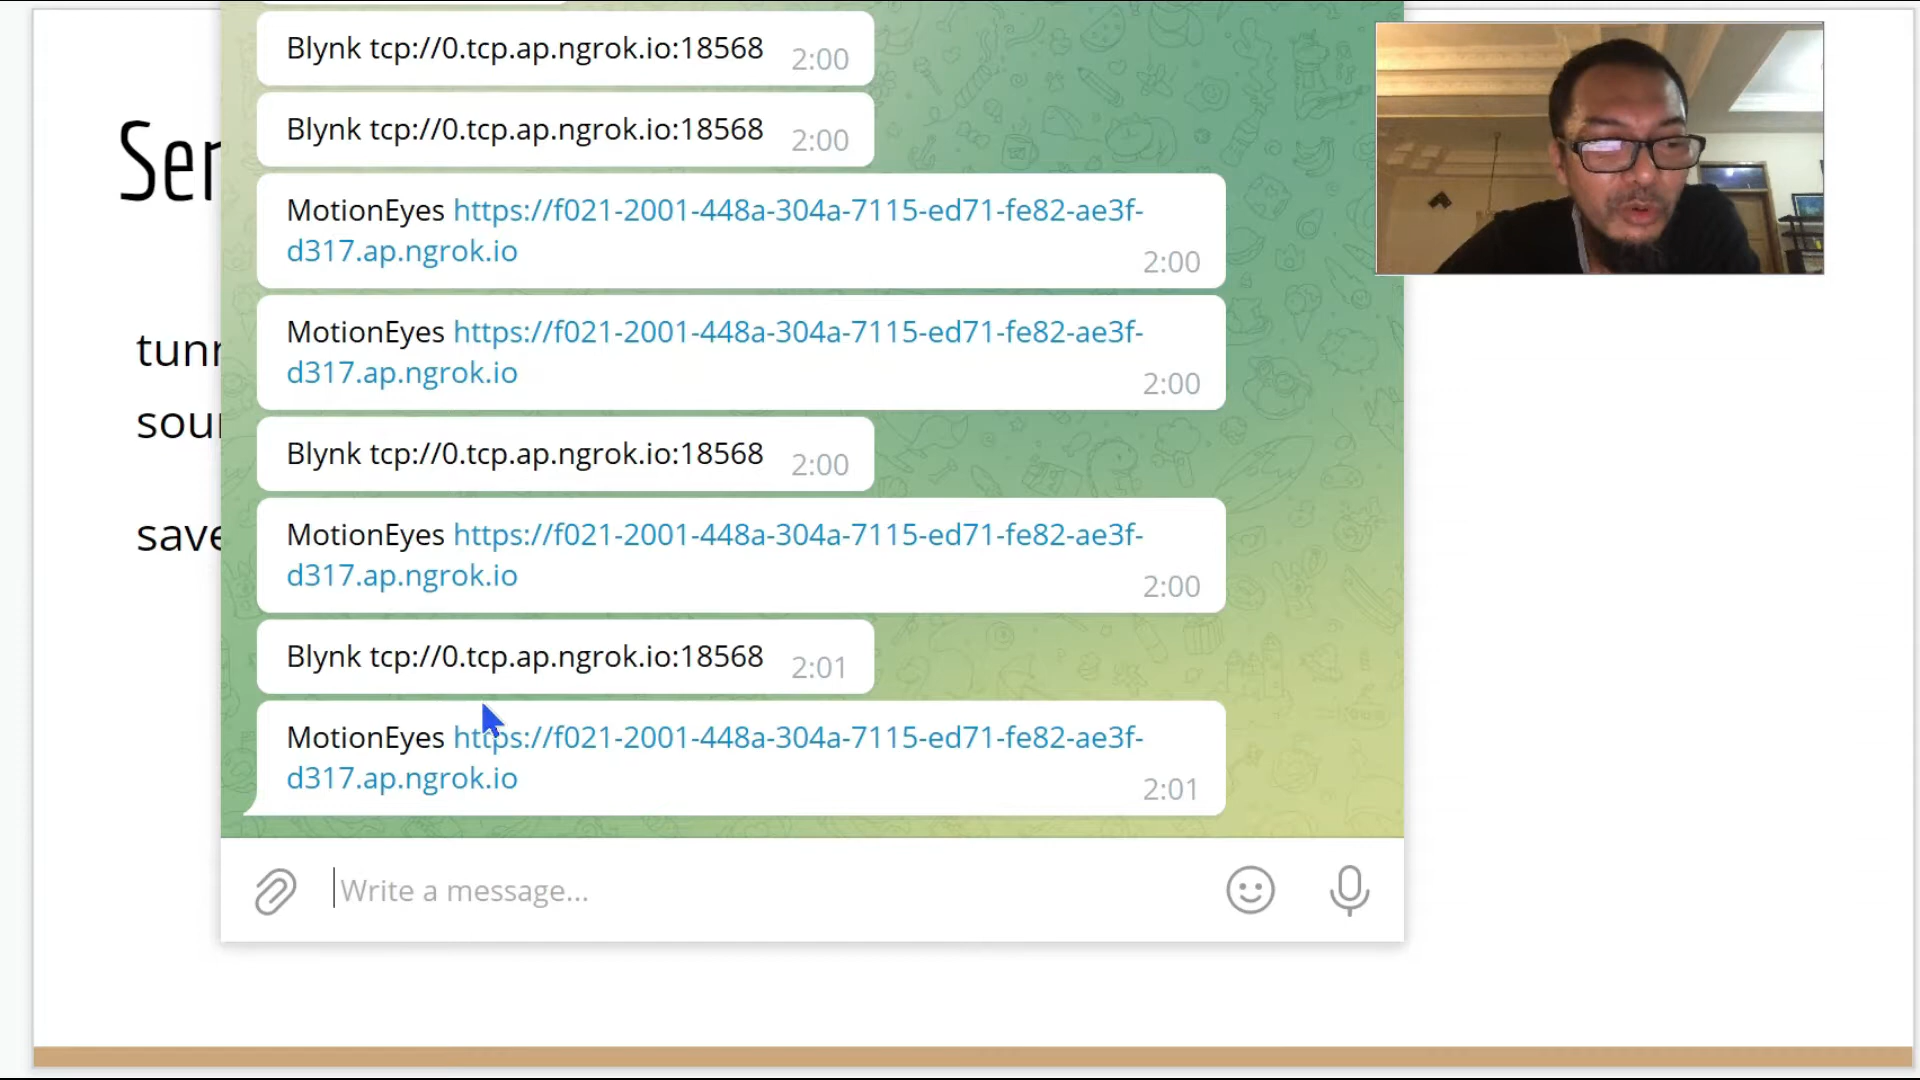 Blynk tcp://0.tcp.ap.ngrok.io:18568 2:00
Blynk tcp://0.tcp.ap.ngrok.io:18568 2:00
MotionEyes https://f021-2001-448a-304a-7115-ed71-fe82-ae3f-
d317.ap.ngrok.io 2:00
MotionEyes https://f021-2001-448a-304a-7115-ed71-fe82-ae3f-
d317.ap.ngrok.io 2:00
Blynk tcp://0.tcp.ap.ngrok.io:18568 2:00
MotionEyes https://f021-2001-448a-304a-7115-ed71-fe82-ae3f-
d317.ap.ngrok.io 2:00
Blynk tcp://0.tcp.ap.ngrok.io:18568 2:01
MotionEyes https://f021-2001-448a-304a-7115-ed71-fe82-ae3f-
d317.ap.ngrok.io 2:01
Write a message...